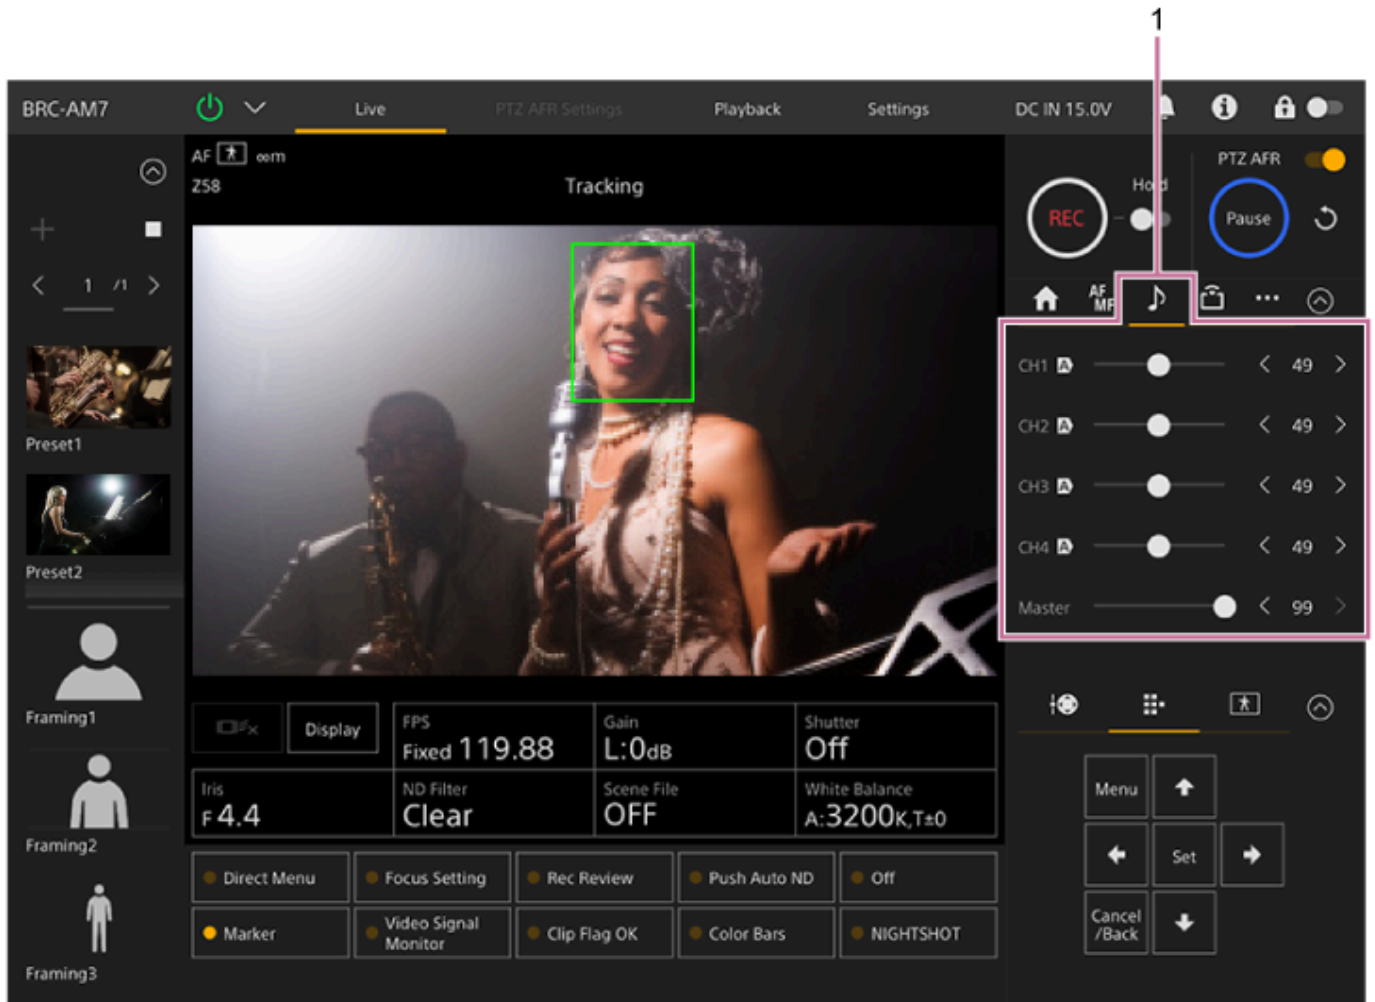 1
BRC-AM7
Live
PTZ AFR Settings
Playback
Settings
DC IN 15.0V
AF ∞m
Z58
Tracking
REC
Hold
PTZ AFR
Pause
1 /1
AF
MF
CH1 A 49
CH2 A 49
CH3 A 49
CH4 A 49
Master 99
Preset1
Preset2
Framing1
Framing2
Framing3
Display
FPS
Fixed 119.88
Gain
L:0dB
Shutter
Off
Iris
F 4.4
ND Filter
Clear
Scene File
OFF
White Balance
A:3200K,T±0
Direct Menu
Focus Setting
Rec Review
Push Auto ND
Off
Marker
Video Signal
Monitor
Clip Flag OK
Color Bars
NIGHTSHOT
Menu
Set
Cancel
/Back